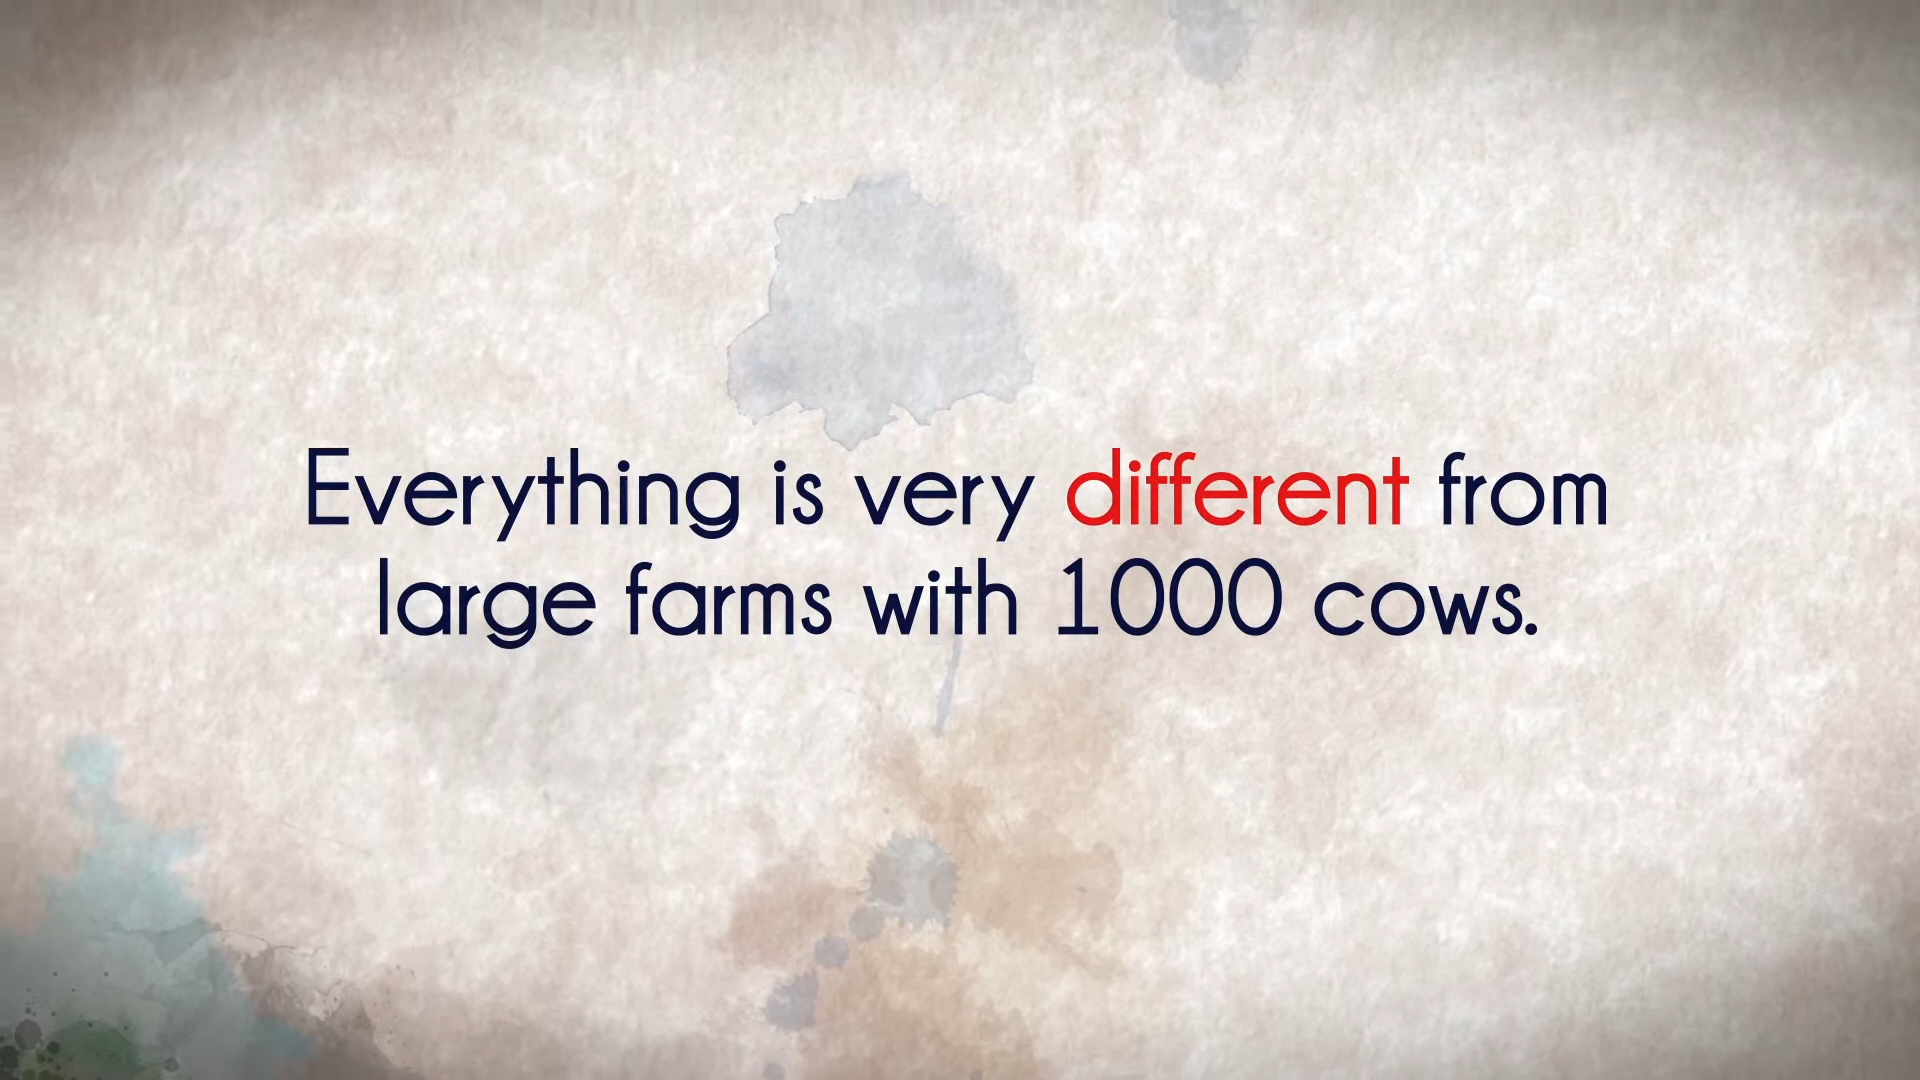 Everything is very different from
large farms with 1000 cows.